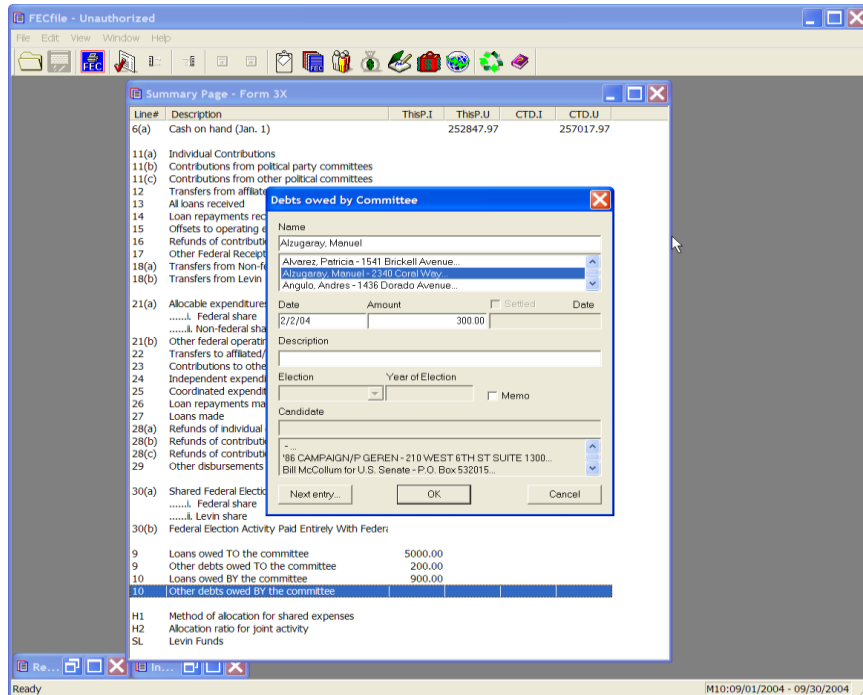 FECfile - Unauthorized
File Edit View Window Help
FEC
FEC
Summary Page - Form 3X
Line# Description ThisP.I ThisP.U CTD.I CTD.U
6(a) Cash on hand (Jan. 1) 252847.97 257017.97
11(a) Individual Contributions
11(b) Contributions from political party committees
11(c) Contributions from other political committees
12 Transfers from affiliate
13 All loans received
14 Loan repayments rec
15 Offsets to operating e
16 Refunds of contributi
17 Other Federal Receipt
18(a) Transfers from Non-f
18(b) Transfers from Levin
21(a) Allocable expenditures
......i. Federal share
......ii. Non-federal sha
21(b) Other federal operatin
22 Transfers to affiliated/
23 Contributions to othe
24 Independent expendi
25 Coordinated expendit
26 Loan repayments ma
27 Loans made
28(a) Refunds of individual
28(b) Refunds of contributi
28(c) Refunds of contributi
29 Other disbursements
30(a) Shared Federal Electio
......i. Federal share
......ii. Levin share
30(b) Federal Election Activity Paid Entirely With Federa
9 Loans owed TO the committee 5000.00
9 Other debts owed TO the committee 200.00
10 Loans owed BY the committee 900.00
10 Other debts owed BY the committee
H1 Method of allocation for shared expenses
H2 Allocation ratio for joint activity
SL Levin Funds
Debts owed by Committee
Name
Alzugaray, Manuel
Alvarez, Patricia - 1541 Brickell Avenue...
Alzugaray, Manuel - 2340 Coral Way...
Angulo, Andres - 1436 Dorado Avenue...
Date Amount Settled Date
2/2/04 300.00
Description
Election Year of Election
Memo
Candidate
- ...
'86 CAMPAIGN/P GEREN - 210 WEST 6TH ST SUITE 1300...
Bill McCollum for U.S. Senate - P.O. Box 532015...
Next entry... OK Cancel
Re... In...
Ready M10:09/01/2004 - 09/30/2004